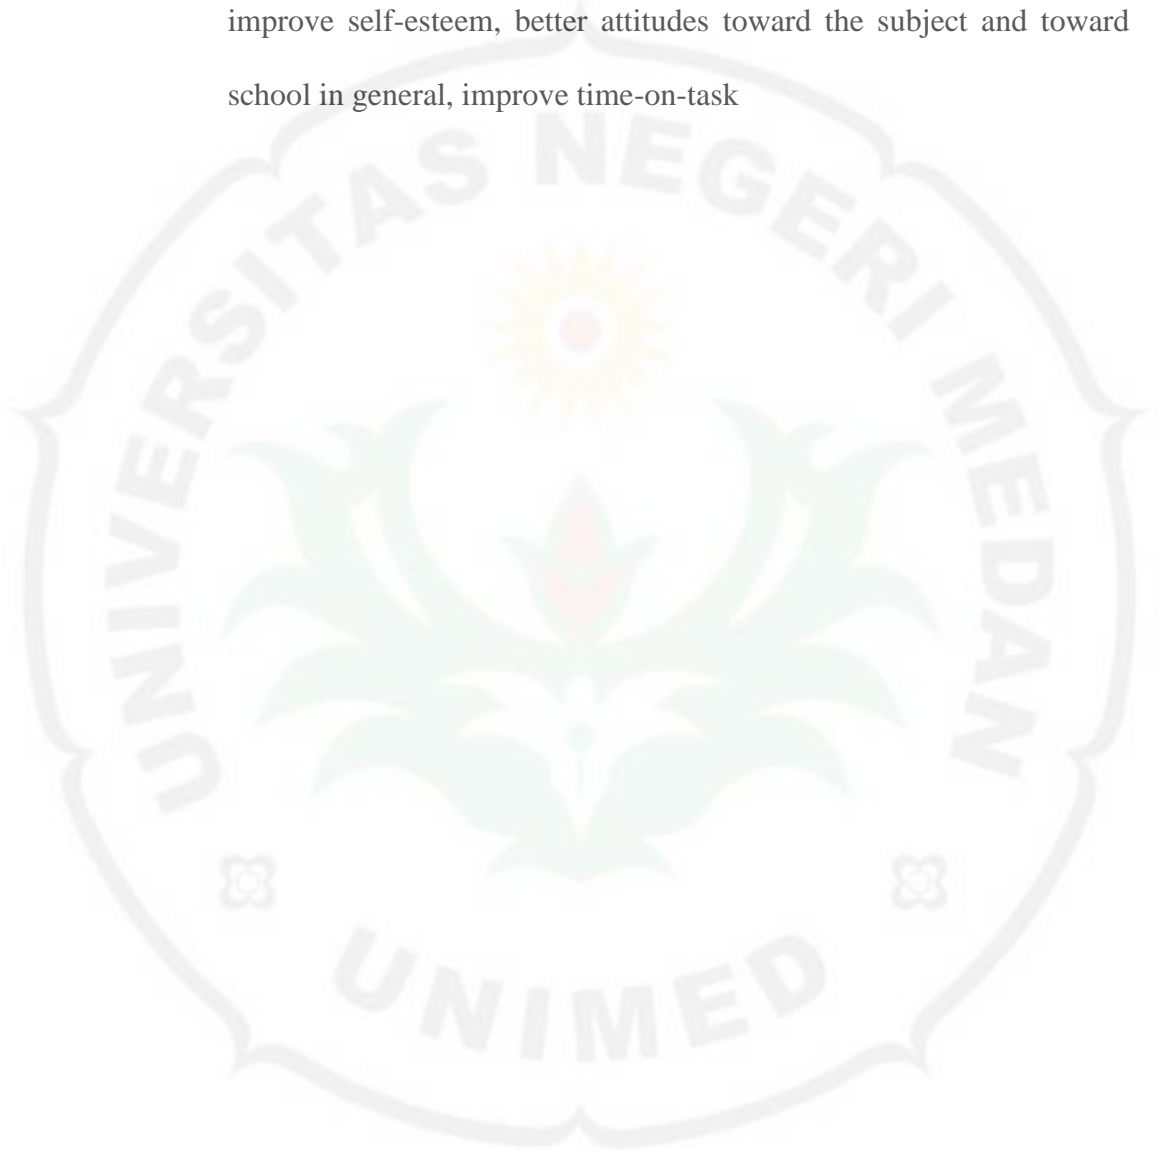 improve self-esteem, better attitudes toward the subject and toward
school in general, improve time-on-task
UNIVERSITAS NEGERI MEDAN
UNIMED